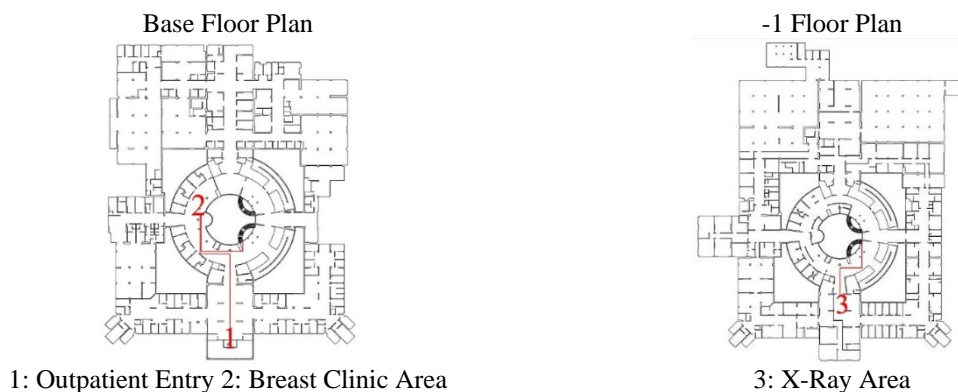 Base Floor Plan
-1 Floor Plan
2
1
3
1: Outpatient Entry 2: Breast Clinic Area
3: X-Ray Area